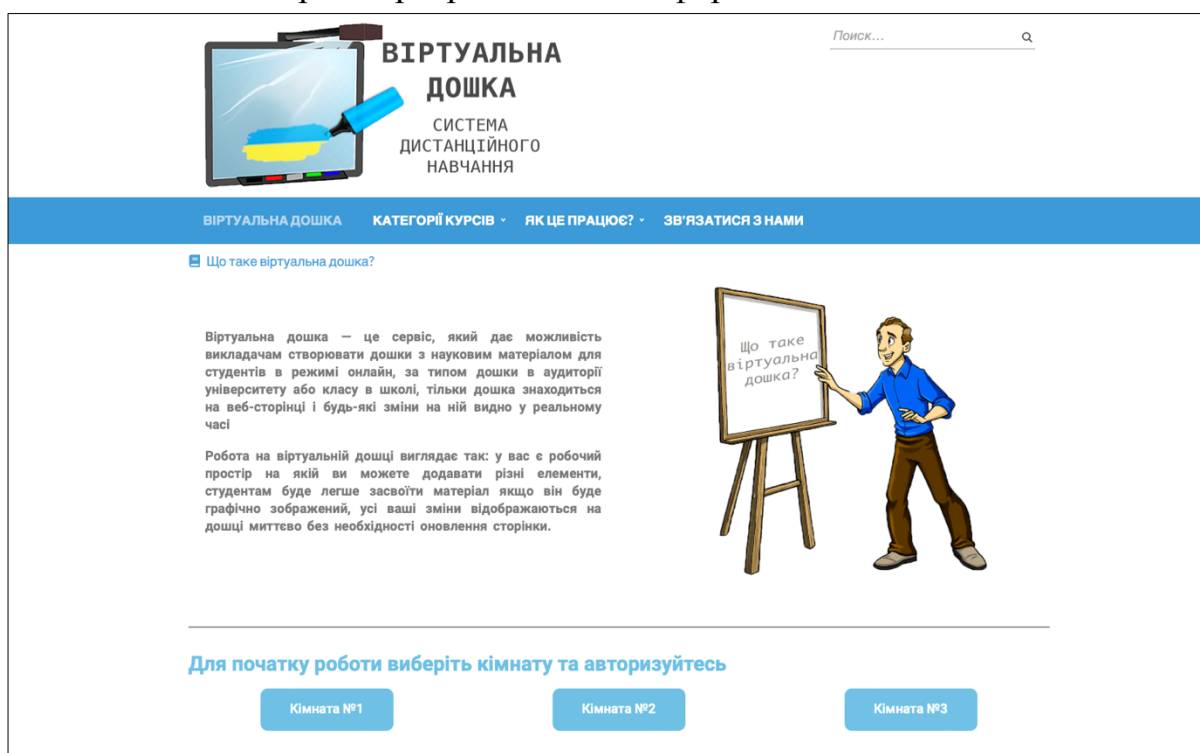 ВІРТУАЛЬНА
ДОШКА
СИСТЕМА
ДИСТАНЦІЙНОГО
НАВЧАННЯ
Поиск...
ВІРТУАЛЬНА ДОШКА КАТЕГОРІЇ КУРСІВ ЯК ЦЕ ПРАЦЮЄ? ЗВ'ЯЗАТИСЯ З НАМИ
Що таке віртуальна дошка?
Віртуальна дошка — це сервіс, який дає можливість
викладачам створювати дошки з науковим матеріалом для
студентів в режимі онлайн, за типом дошки в аудиторії
університету або класу в школі, тільки дошка знаходиться
на веб-сторінці і будь-які зміни на ній видно у реальному
часі
Робота на віртуальній дошці виглядає так: у вас є робочий
простір на якій ви можете додавати різні елементи,
студентам буде легше засвоїти матеріал якщо він буде
графічно зображений, усі ваші зміни відображаються на
дошці миттєво без необхідності оновлення сторінки.
Що таке
віртуальна
дошка?
Для початку роботи виберіть кімнату та авторизуйтесь
Кімната №1 Кімната №2 Кімната №3